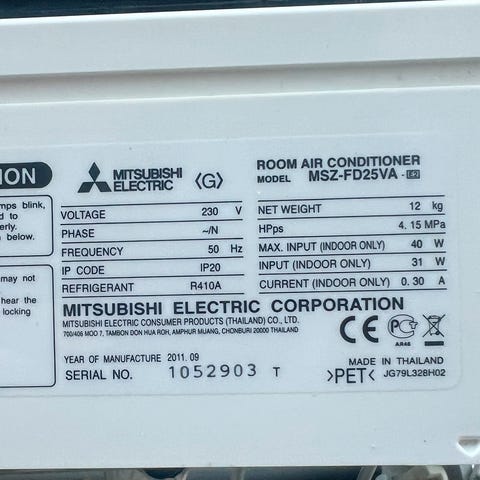 ION
mps blink,
d to
erly.
wn.
may not
hear the
locking
MITSUBISHI ELECTRIC ⟨G⟩
ROOM AIR CONDITIONER
MODEL MSZ-FD25VA -E2
VOLTAGE 230 V
PHASE ~/N
FREQUENCY 50 Hz
IP CODE IP20
REFRIGERANT R410A
NET WEIGHT 12 kg
HPps 4.15 MPa
MAX. INPUT (INDOOR ONLY) 40 W
INPUT (INDOOR ONLY) 31 W
CURRENT (INDOOR ONLY) 0.30 A
MITSUBISHI ELECTRIC CORPORATION
MITSUBISHI ELECTRIC CONSUMER PRODUCTS (THAILAND) CO., LTD.
700/406 MOO 7, TAMBON DON HUA ROH, AMPHUR MUANG, CHONBURI 20000 THAILAND
CE
AR46
YEAR OF MANUFACTURE 2011. 09
SERIAL NO. 1052903 T
MADE IN THAILAND
>PET< JG79L328H02